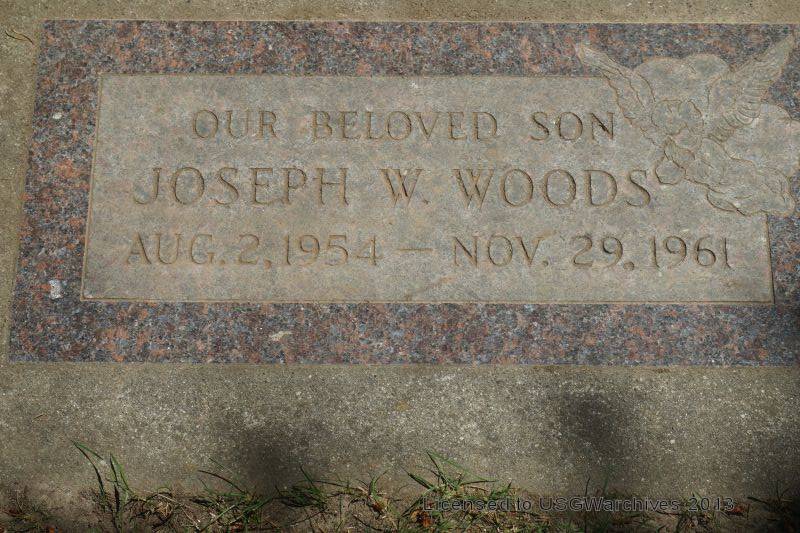 OUR BELOVED SON
JOSEPH W. WOODS
AUG. 2, 1954 — NOV. 29, 1961
Licensed to USGWarchives 2013